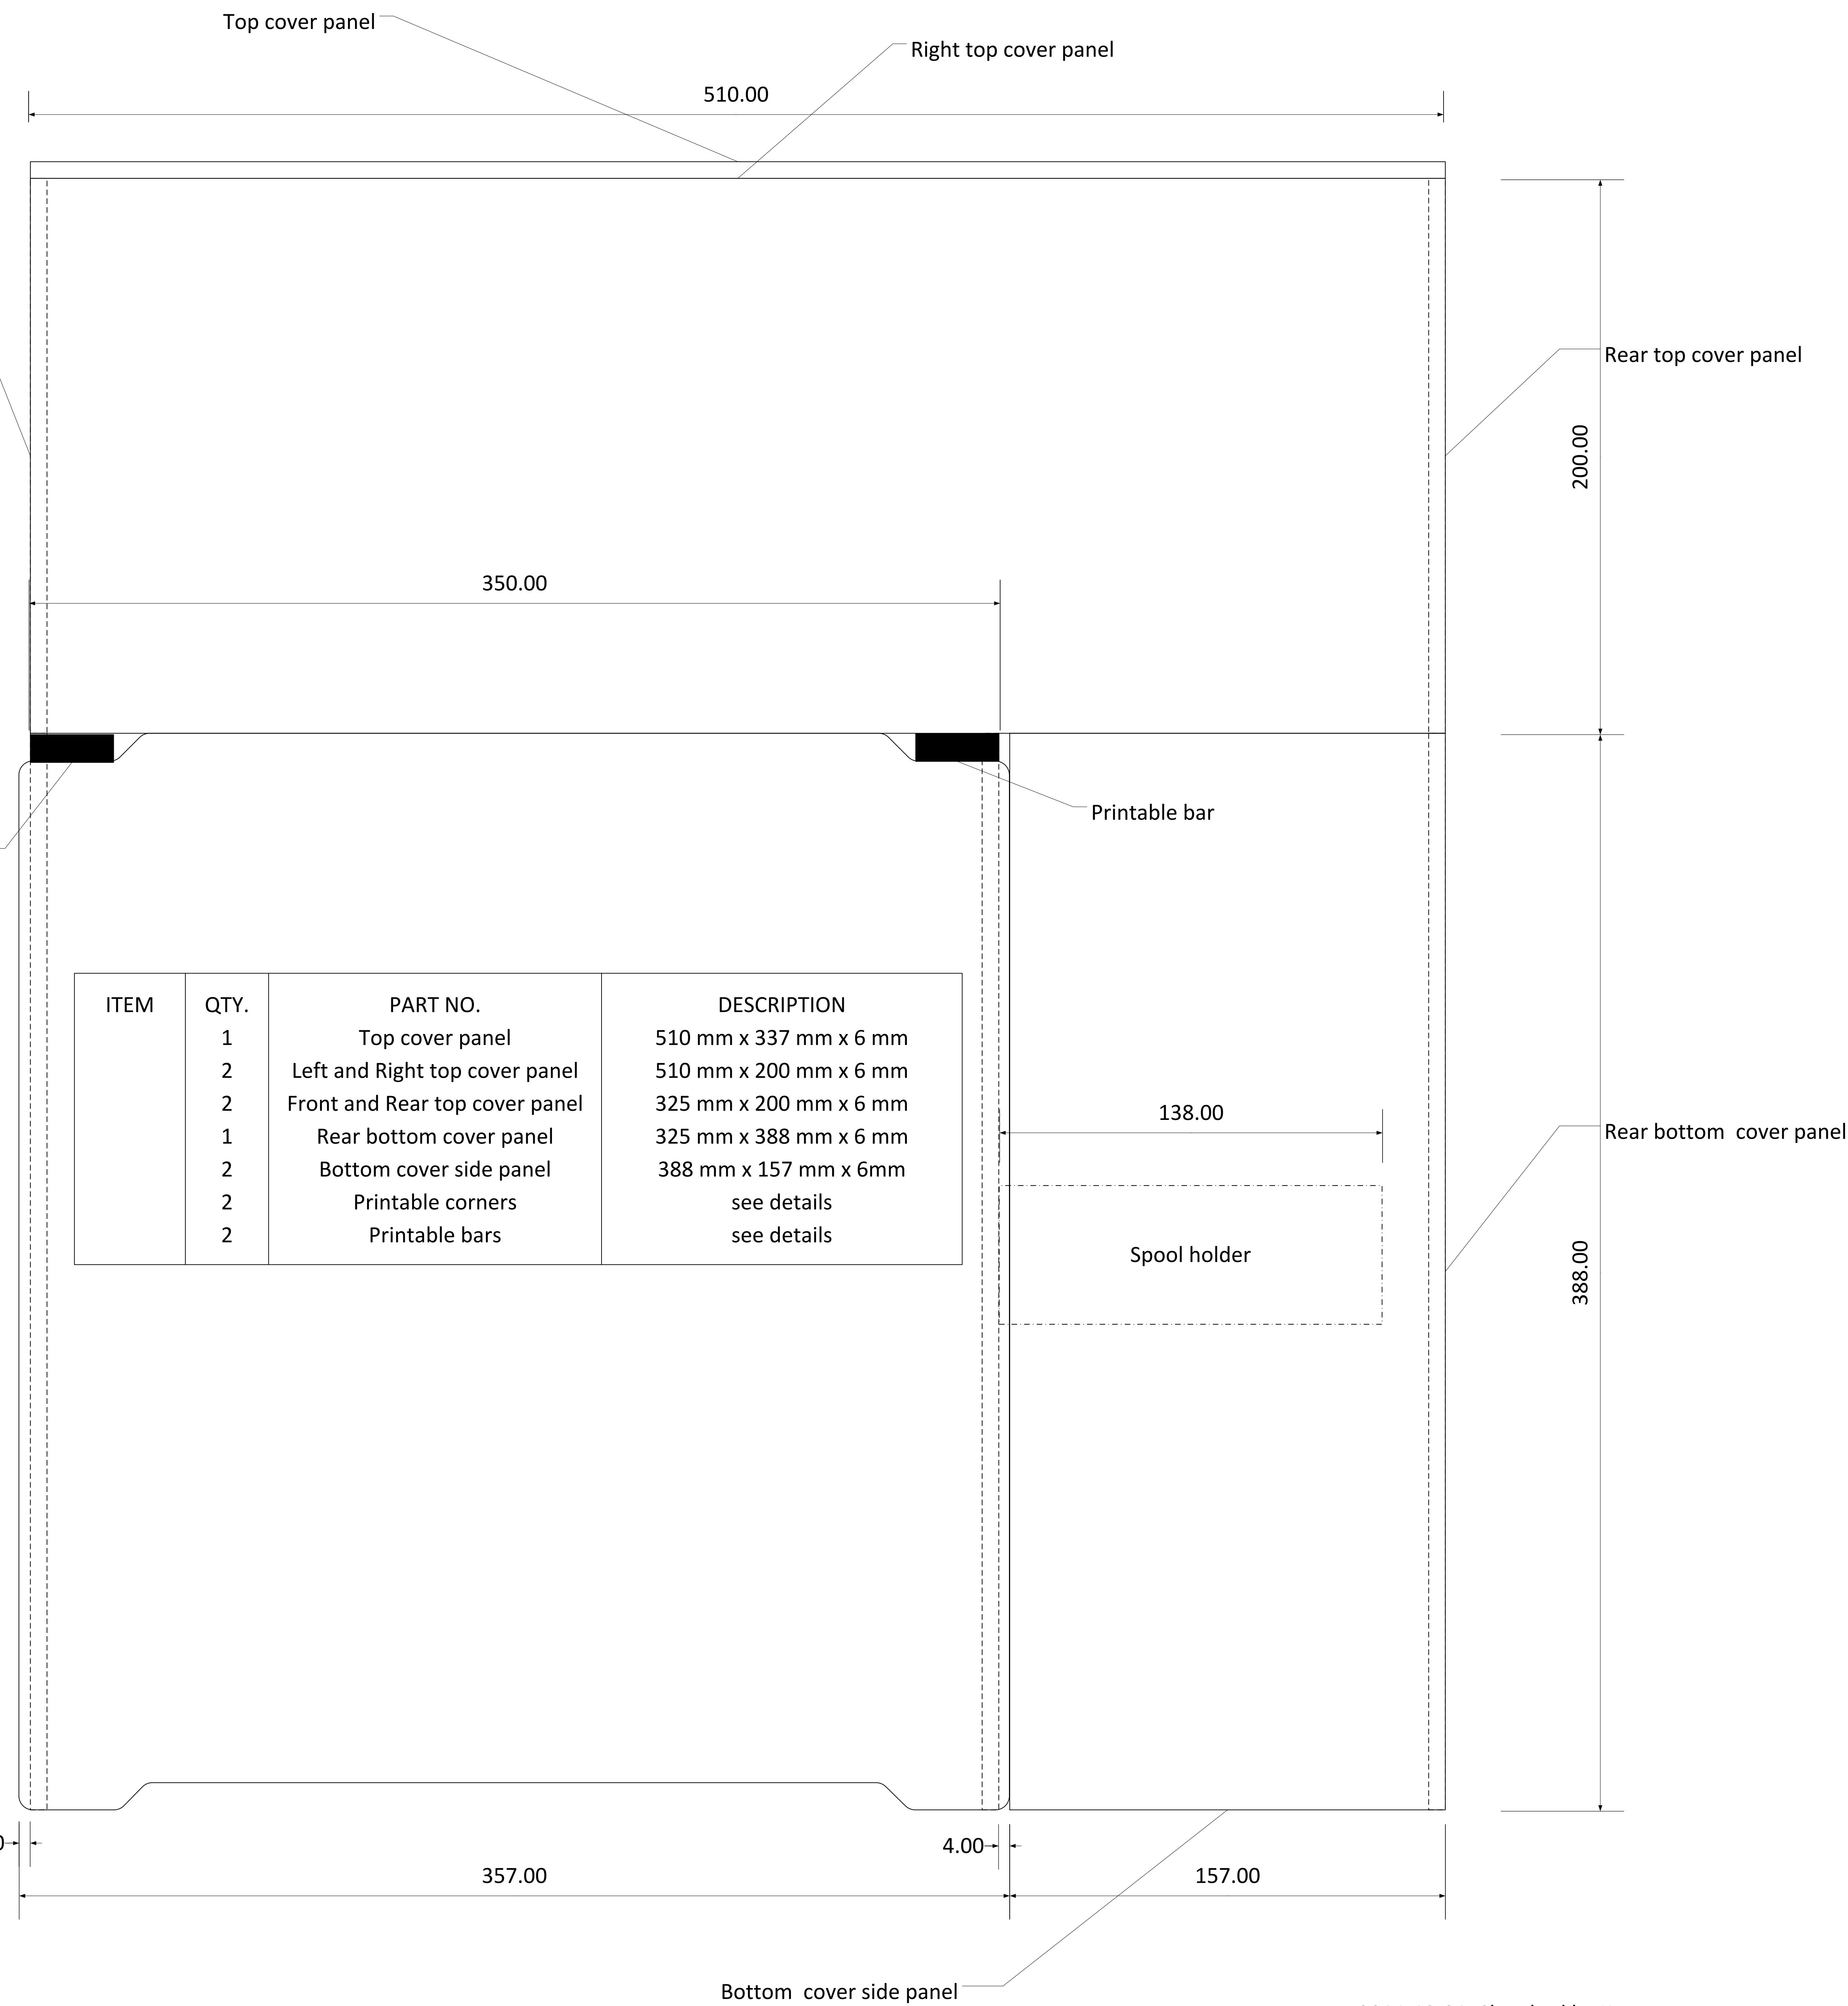 Top cover panel
Right top cover panel
510.00
Rear top cover panel
200.00
350.00
Printable bar
ITEM QTY. PART NO. DESCRIPTION
1 Top cover panel 510 mm x 337 mm x 6 mm
2 Left and Right top cover panel 510 mm x 200 mm x 6 mm
2 Front and Rear top cover panel 325 mm x 200 mm x 6 mm
1 Rear bottom cover panel 325 mm x 388 mm x 6 mm
2 Bottom cover side panel 388 mm x 157 mm x 6mm
2 Printable corners see details
2 Printable bars see details
138.00
Rear bottom  cover panel
Spool holder
388.00
4.00
357.00
157.00
Bottom  cover side panel